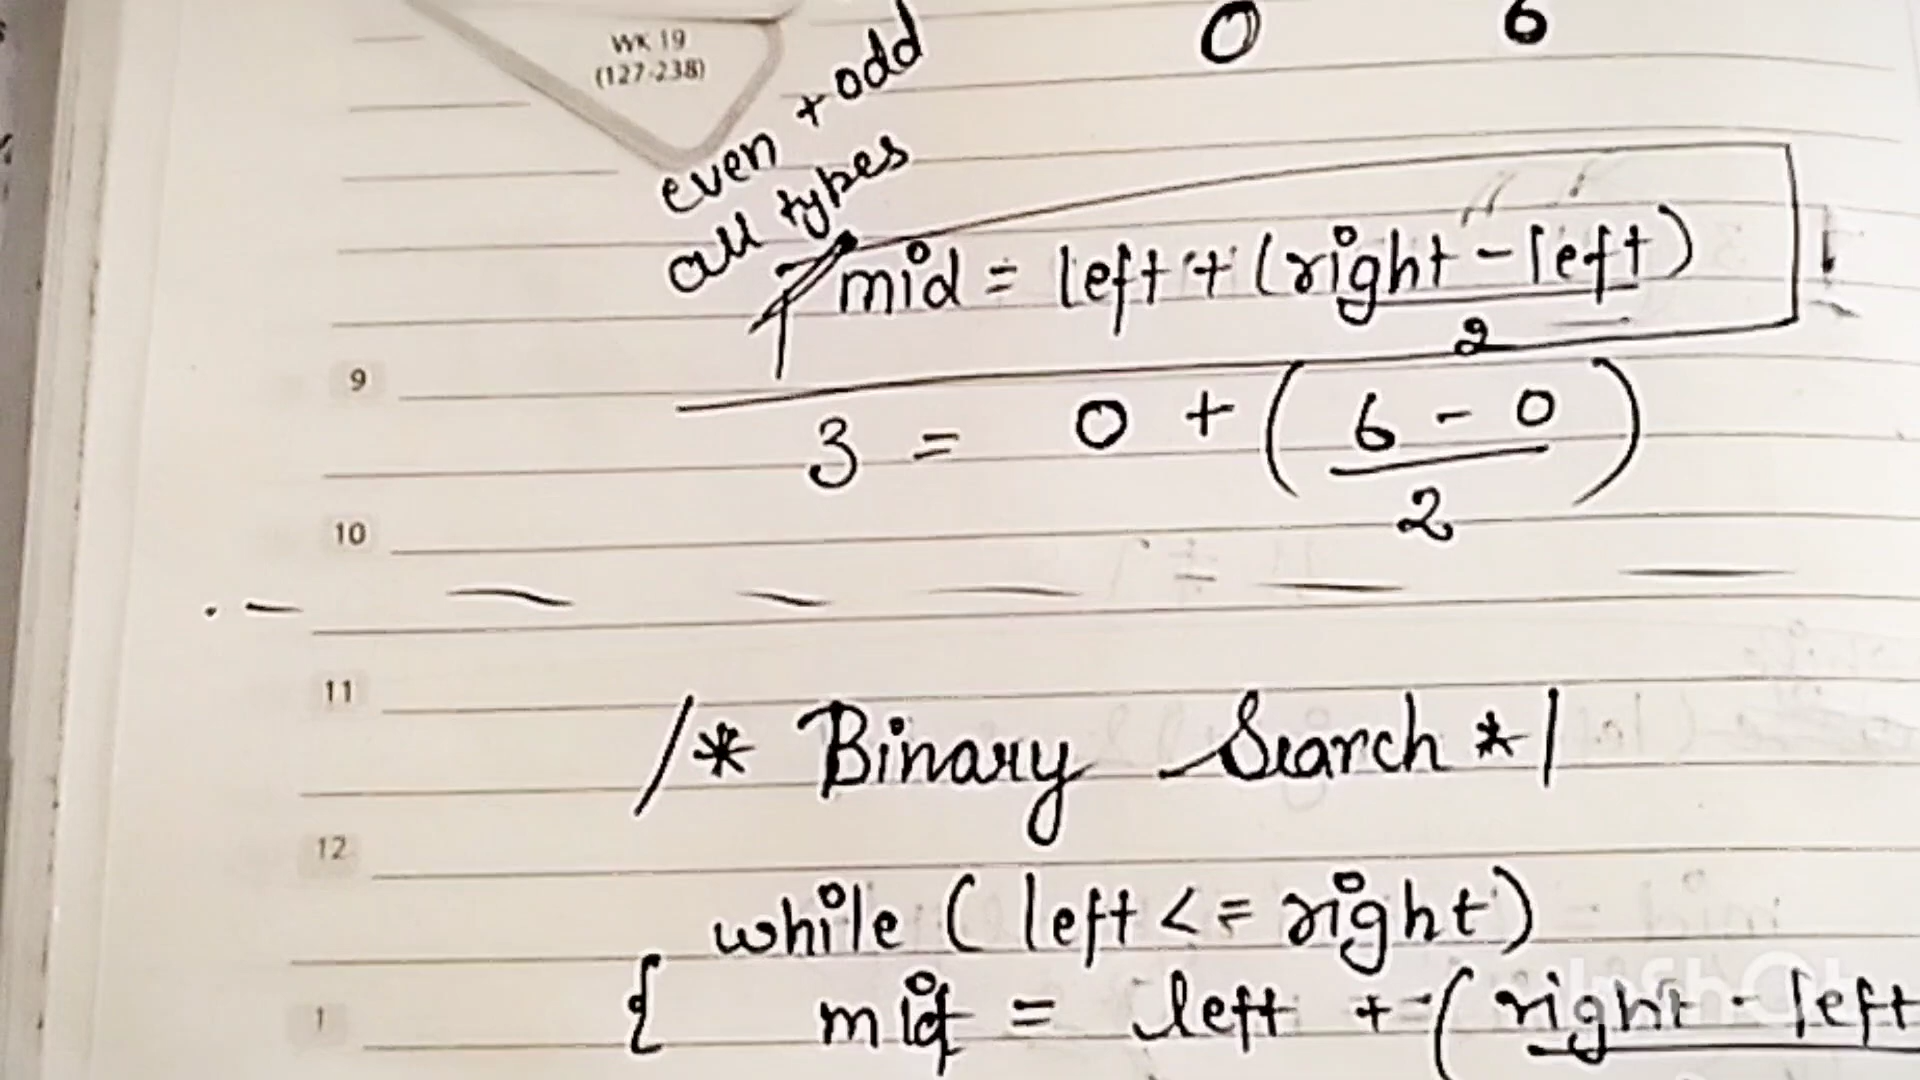 WK 19
(127-238)
0 6
even + odd
all types
mid = left + (right - left)
2
9
3 = 0 + ( 6 - 0 )
2
10
11
/* Binary Search */
12
while ( left <= right )
1
{ mid = left + ( right - left